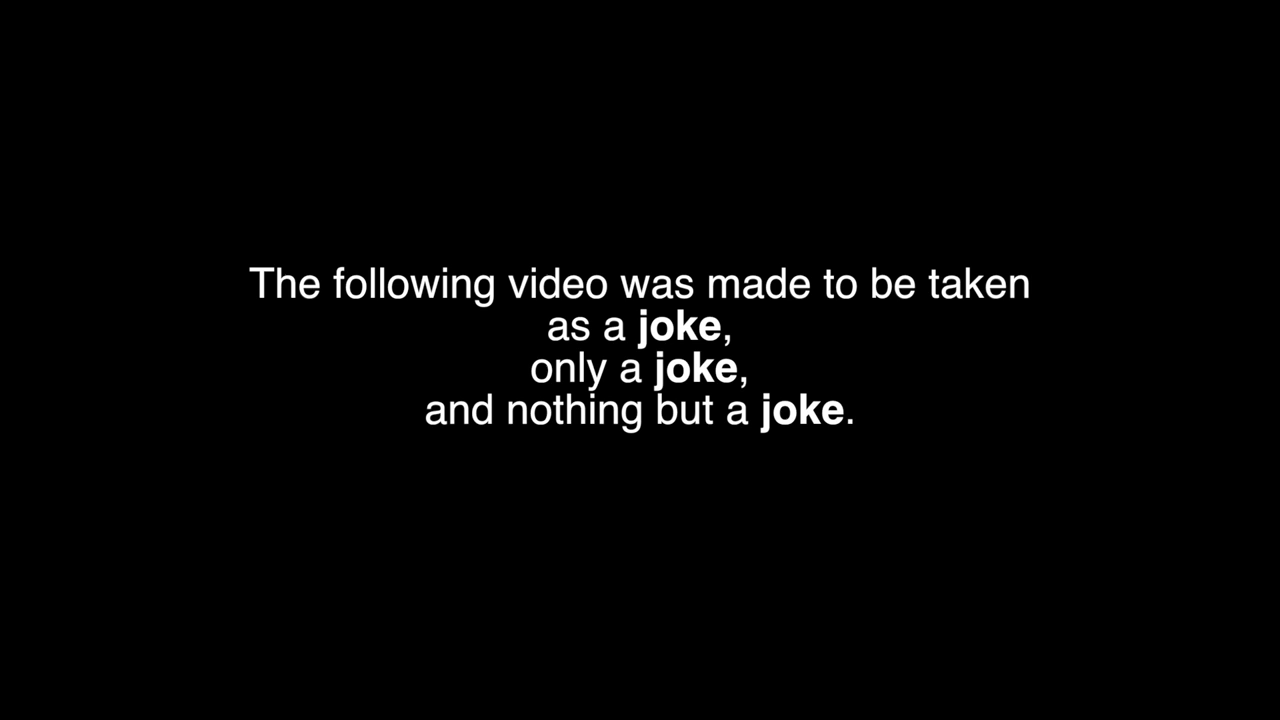 The following video was made to be taken
as a joke,
only a joke,
and nothing but a joke.